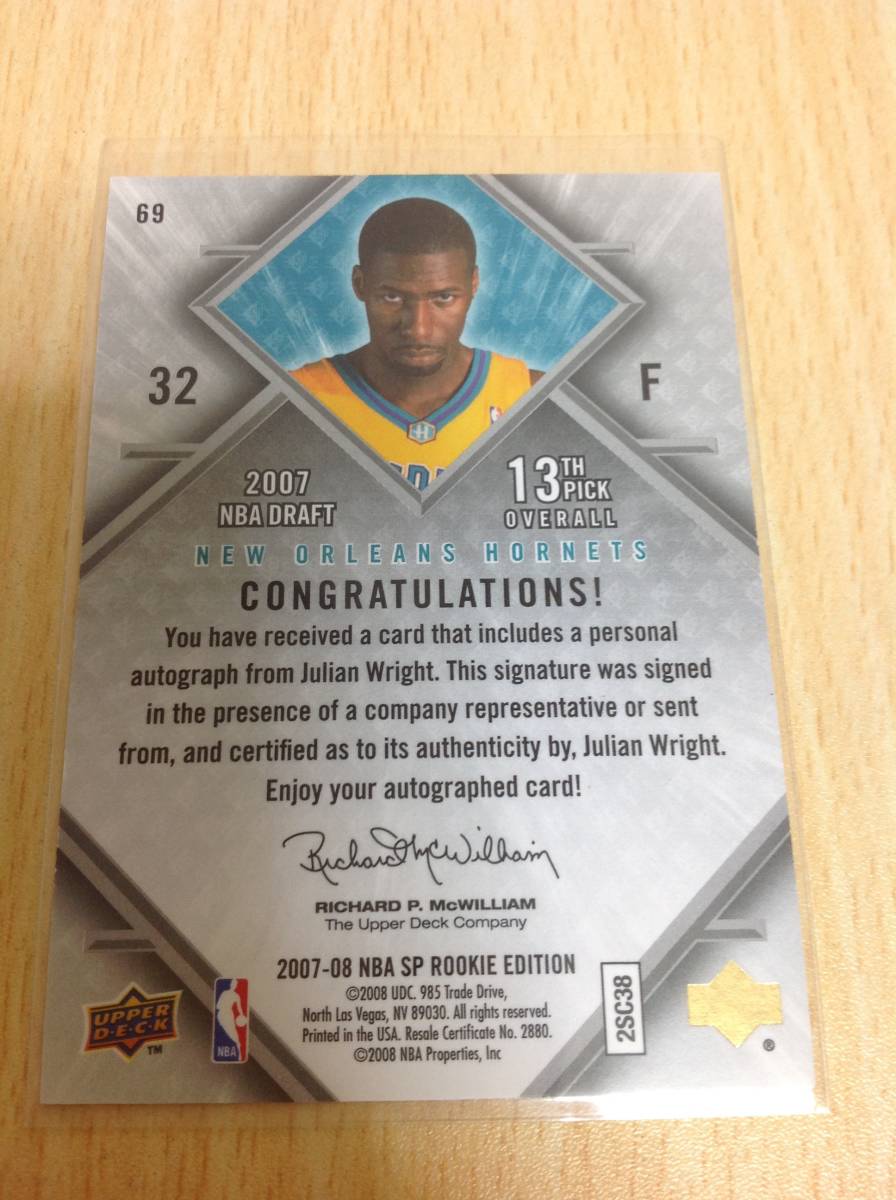 69
32
F
2007
NBA DRAFT
13TH
PICK
OVERALL
NEW ORLEANS HORNETS
CONGRATULATIONS!
You have received a card that includes a personal
autograph from Julian Wright. This signature was signed
in the presence of a company representative or sent
from, and certified as to its authenticity by, Julian Wright.
Enjoy your autographed card!
Richard McWilliam
RICHARD P. McWILLIAM
The Upper Deck Company
2007-08 NBA SP ROOKIE EDITION
©2008 UDC. 985 Trade Drive,
North Las Vegas, NV 89030. All rights reserved.
Printed in the USA. Resale Certificate No. 2880.
©2008 NBA Properties, Inc
UPPER
D·E·C·K
TM
NBA
2SC38
®